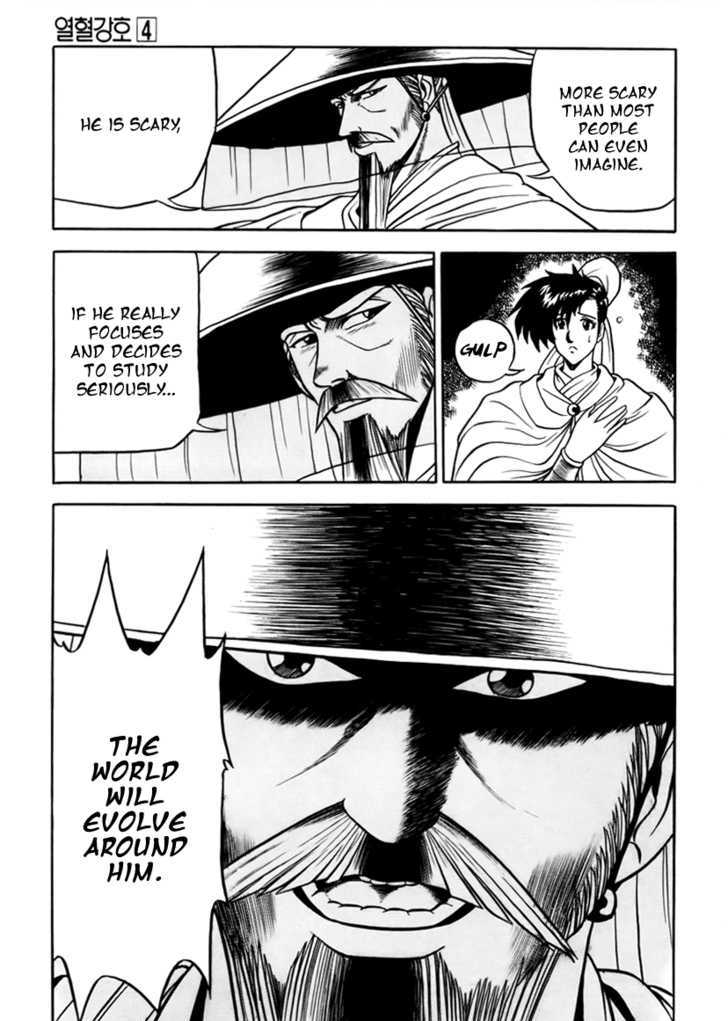 열혈강호 4
HE IS SCARY,
MORE SCARY
THAN MOST
PEOPLE
CAN EVEN
IMAGINE.
IF HE REALLY
FOCUSES
AND DECIDES
TO STUDY
SERIOUSLY...
GULP
THE
WORLD
WILL
EVOLVE
AROUND
HIM.